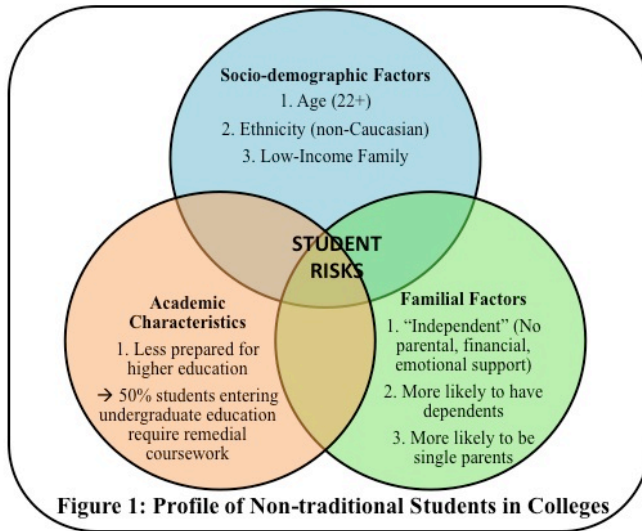 Socio-demographic Factors
1. Age (22+)
2. Ethnicity (non-Caucasian)
3. Low-Income Family
STUDENT
RISKS
Academic
Characteristics
1. Less prepared for
higher education
→ 50% students entering
undergraduate education
require remedial
coursework
Familial Factors
1. “Independent” (No
parental, financial,
emotional support)
2. More likely to have
dependents
3. More likely to be
single parents
Figure 1: Profile of Non-traditional Students in Colleges